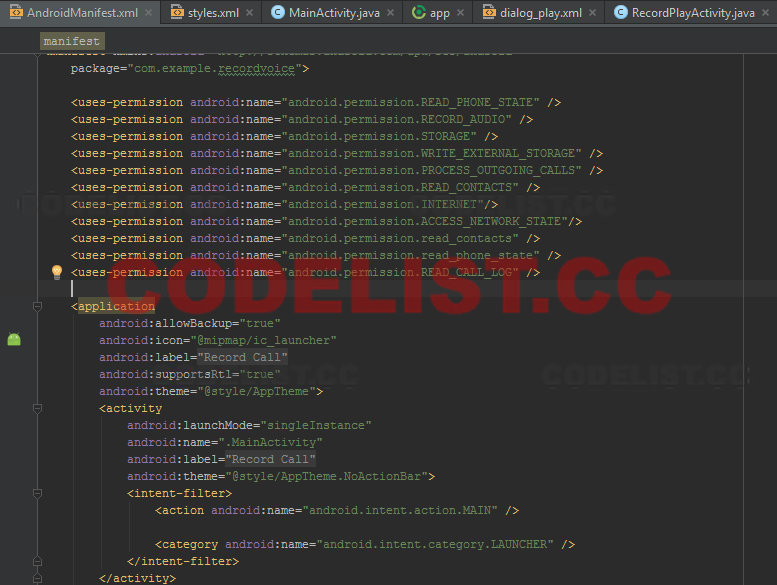 AndroidManifest.xml × styles.xml × MainActivity.java × app × dialog_play.xml × RecordPlayActivity.java ×
manifest
package="com.example.recordvoice">
<uses-permission android:name="android.permission.READ_PHONE_STATE" />
<uses-permission android:name="android.permission.RECORD_AUDIO" />
<uses-permission android:name="android.permission.STORAGE" />
<uses-permission android:name="android.permission.WRITE_EXTERNAL_STORAGE" />
<uses-permission android:name="android.permission.PROCESS_OUTGOING_CALLS" />
<uses-permission android:name="android.permission.READ_CONTACTS" />
<uses-permission android:name="android.permission.INTERNET"/>
<uses-permission android:name="android.permission.ACCESS_NETWORK_STATE"/>
<uses-permission android:name="android.permission.read_contacts" />
<uses-permission android:name="android.permission.read_phone_state" />
<uses-permission android:name="android.permission.READ_CALL_LOG" />
CODELIST.CC
<application
android:allowBackup="true"
android:icon="@mipmap/ic_launcher"
android:label="Record Call"
android:supportsRtl="true"
CODELIST.CC
android:theme="@style/AppTheme">
<activity
android:launchMode="singleInstance"
android:name=".MainActivity"
android:label="Record Call"
android:theme="@style/AppTheme.NoActionBar">
<intent-filter>
<action android:name="android.intent.action.MAIN" />
<category android:name="android.intent.category.LAUNCHER" />
</intent-filter>
</activity>